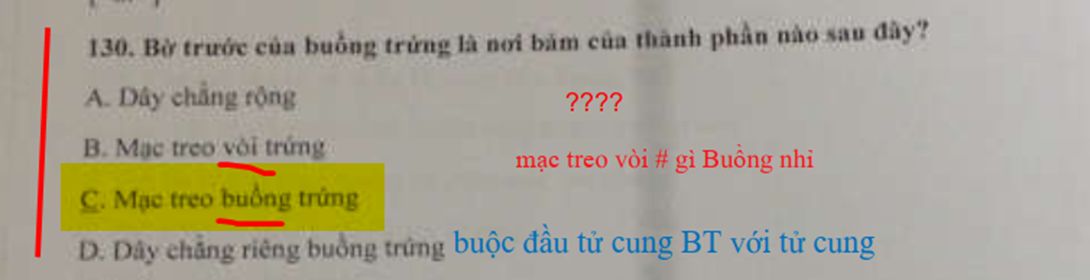 130. Bờ trước của buồng trứng là nơi bám của thành phần nào sau đây?
A. Dây chằng rộng
????
B. Mạc treo vòi trứng
mạc treo vòi # gì Buồng nhỉ
C. Mạc treo buồng trứng
D. Dây chằng riêng buồng trứng buộc đầu tử cung BT với tử cung